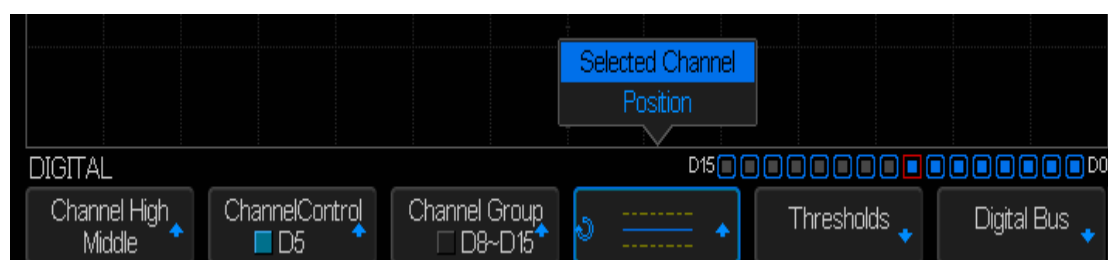 Selected Channel
Position
DIGITAL
D15 D0
Channel High
Middle
ChannelControl
D5
Channel Group
D8~D15
Thresholds
Digital Bus